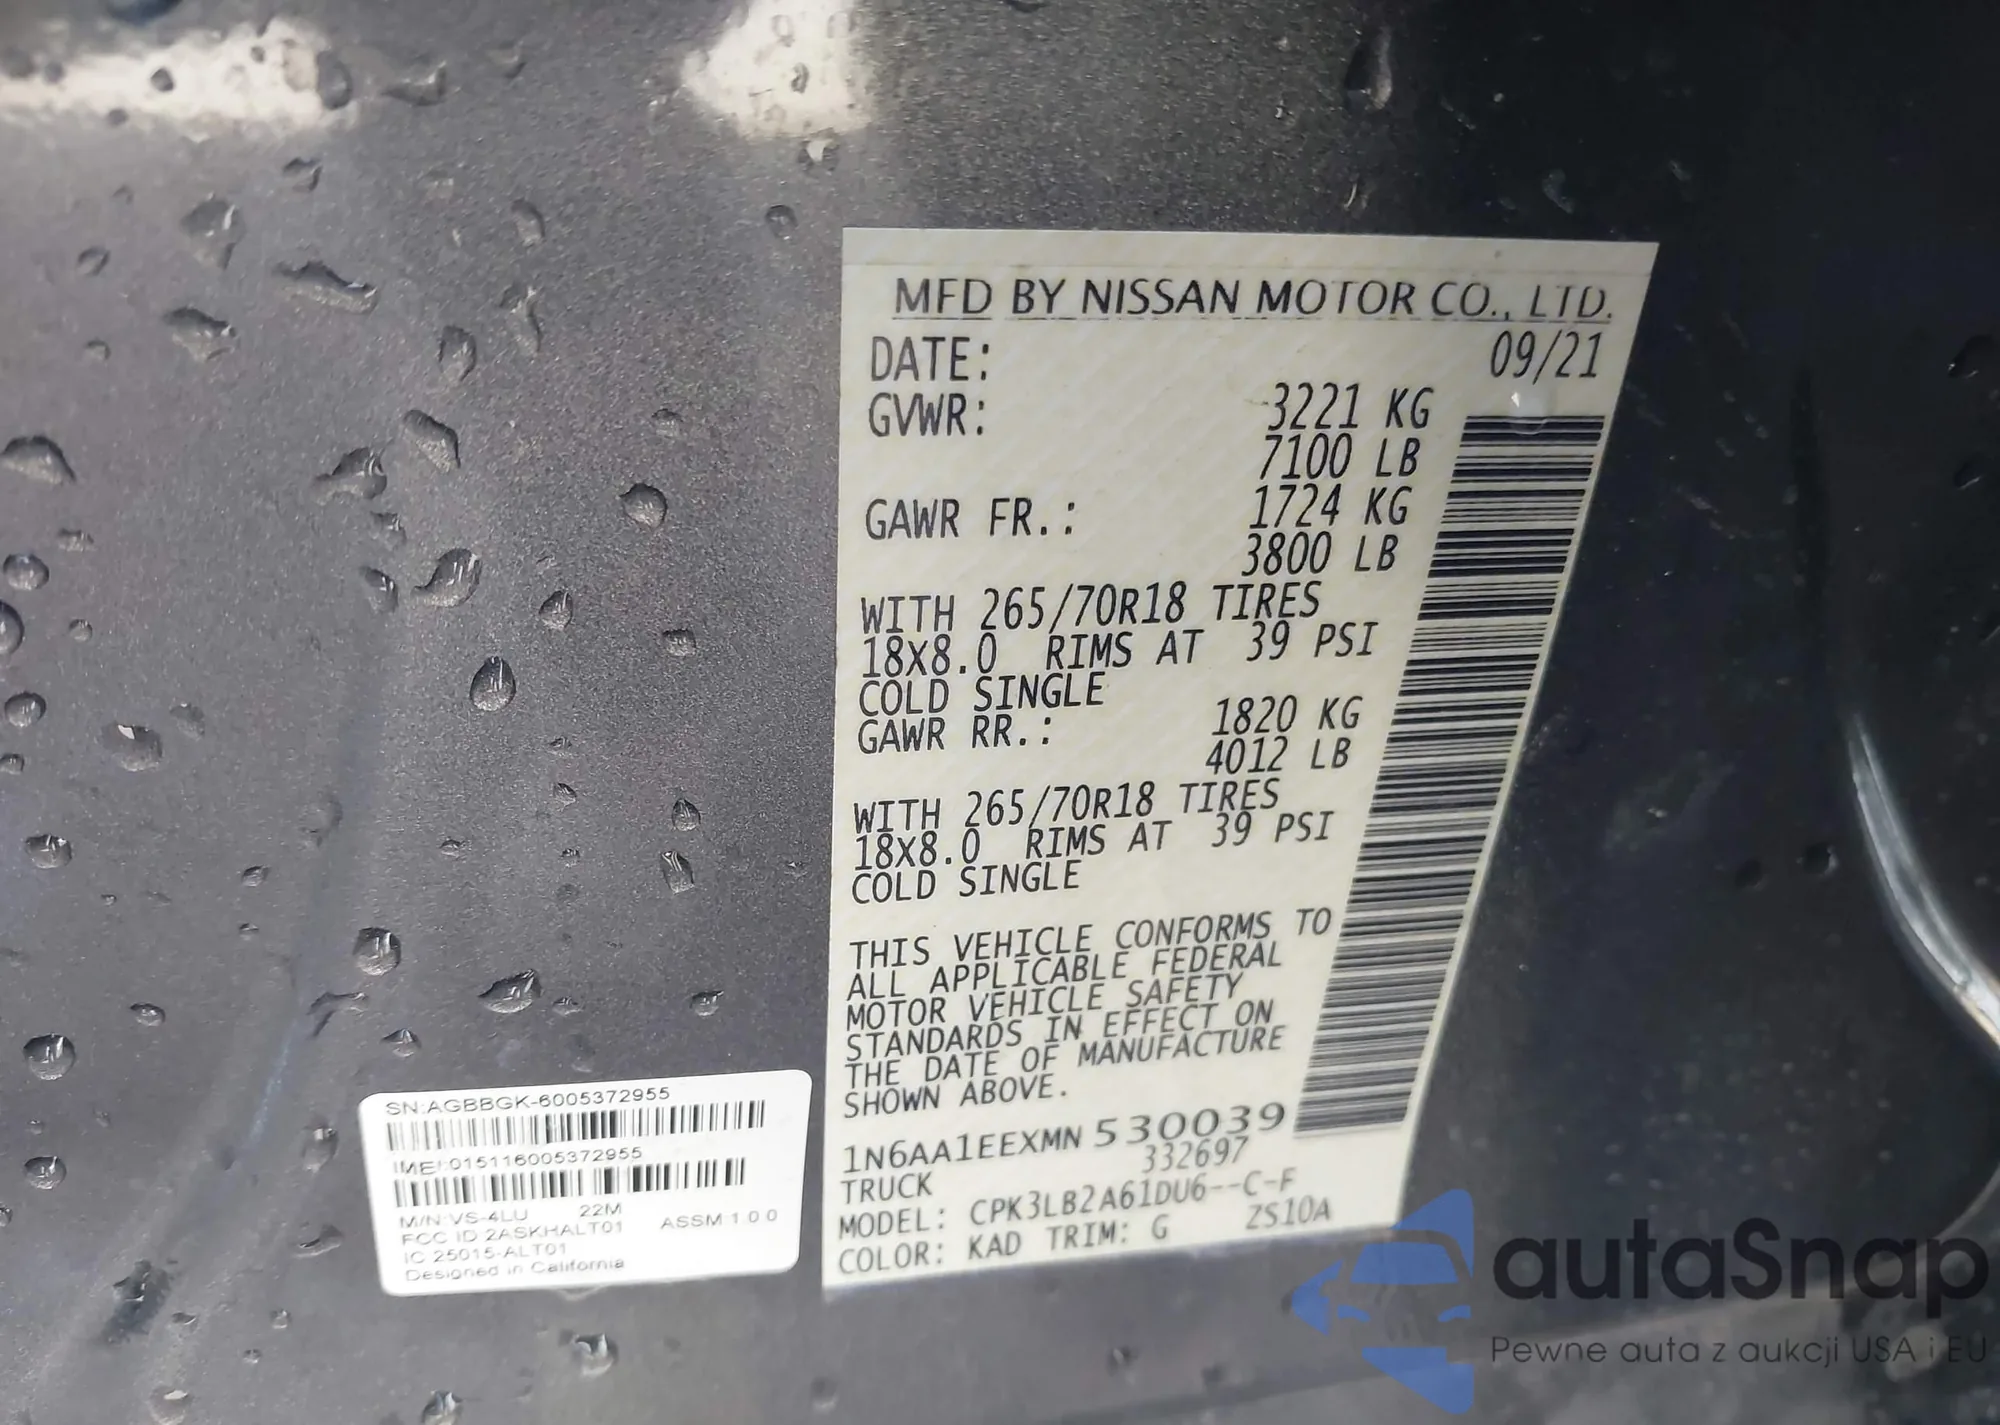 MFD BY NISSAN MOTOR CO., LTD.
DATE: 09/21
GVWR: 3221 KG
7100 LB
GAWR FR.: 1724 KG
3800 LB
WITH 265/70R18 TIRES
18X8.0 RIMS AT 39 PSI
COLD SINGLE
GAWR RR.: 1820 KG
4012 LB
WITH 265/70R18 TIRES
18X8.0 RIMS AT 39 PSI
COLD SINGLE
THIS VEHICLE CONFORMS TO
ALL APPLICABLE FEDERAL
MOTOR VEHICLE SAFETY
STANDARDS IN EFFECT ON
THE DATE OF MANUFACTURE
SHOWN ABOVE.
1N6AA1EEXMN530039
332697
TRUCK
MODEL: CPK3LB2A61DU6--C-F
COLOR: KAD TRIM: G ZS10A
SN:AGBBGK-6005372955
IMEI:015116005372955
M/N:VS-4LU 22M
FCC ID 2ASKHALT01 ASSM 1.0.0
IC 25015-ALT01
Designed in California
autaSnap
Pewne auta z aukcji USA i EU